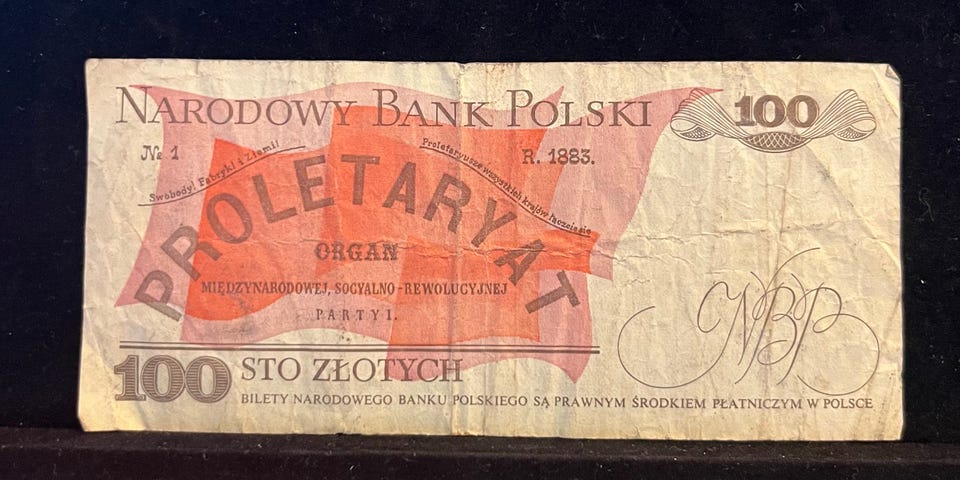 NARODOWY BANK POLSKI
100
№ 1
R. 1883.
Swobody! Fabryki i Ziemi!
Proletaryusze wszystkich krajów łączcie się
PROLETARYAT
ORGAN
MIĘDZYNARODOWEJ, SOCYALNO-REWOLUCYJNEJ
PARTYI.
NBP
100 STO ZŁOTYCH
BILETY NARODOWEGO BANKU POLSKIEGO SĄ PRAWNYM ŚRODKIEM PŁATNICZYM W POLSCE